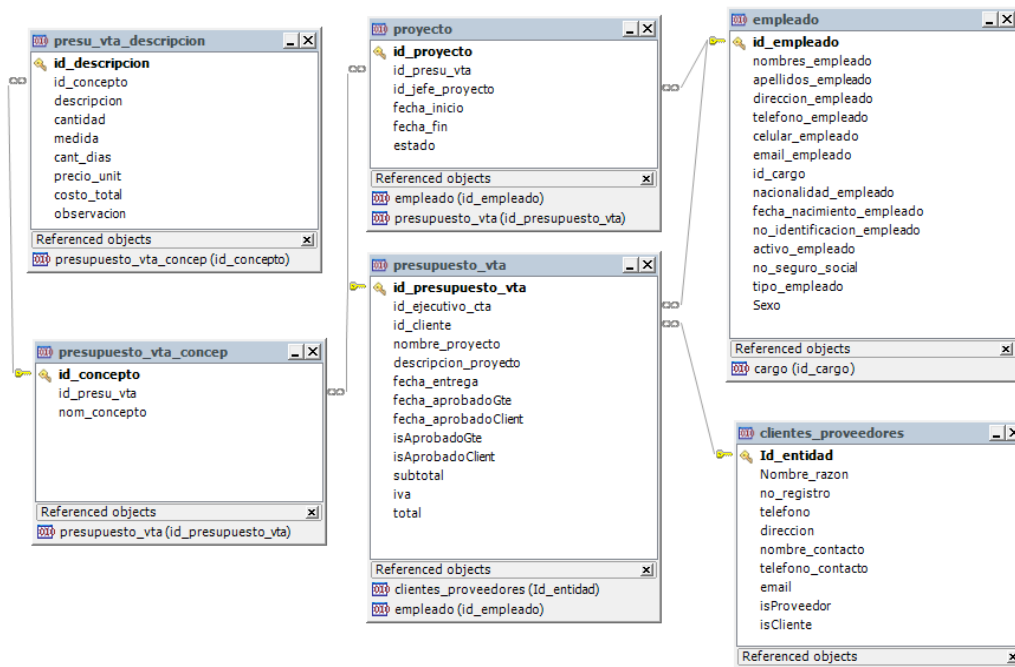 presu_vta_descripcion
id_descripcion
id_concepto
descripcion
cantidad
medida
cant_dias
precio_unit
costo_total
observacion
Referenced objects
presupuesto_vta_concep (id_concepto)
proyecto
id_proyecto
id_presu_vta
id_jefe_proyecto
fecha_inicio
fecha_fin
estado
Referenced objects
empleado (id_empleado)
presupuesto_vta (id_presupuesto_vta)
empleado
id_empleado
nombres_empleado
apellidos_empleado
direccion_empleado
telefono_empleado
celular_empleado
email_empleado
id_cargo
nacionalidad_empleado
fecha_nacimiento_empleado
no_identificacion_empleado
activo_empleado
no_seguro_social
tipo_empleado
Sexo
Referenced objects
cargo (id_cargo)
presupuesto_vta_concep
id_concepto
id_presu_vta
nom_concepto
Referenced objects
presupuesto_vta (id_presupuesto_vta)
presupuesto_vta
id_presupuesto_vta
id_ejecutivo_cta
id_cliente
nombre_proyecto
descripcion_proyecto
fecha_entrega
fecha_aprobadoGte
fecha_aprobadoClient
isAprobadoGte
isAprobadoClient
subtotal
iva
total
Referenced objects
clientes_proveedores (Id_entidad)
empleado (id_empleado)
clientes_proveedores
Id_entidad
Nombre_razon
no_registro
telefono
direccion
nombre_contacto
telefono_contacto
email
isProveedor
isCliente
Referenced objects